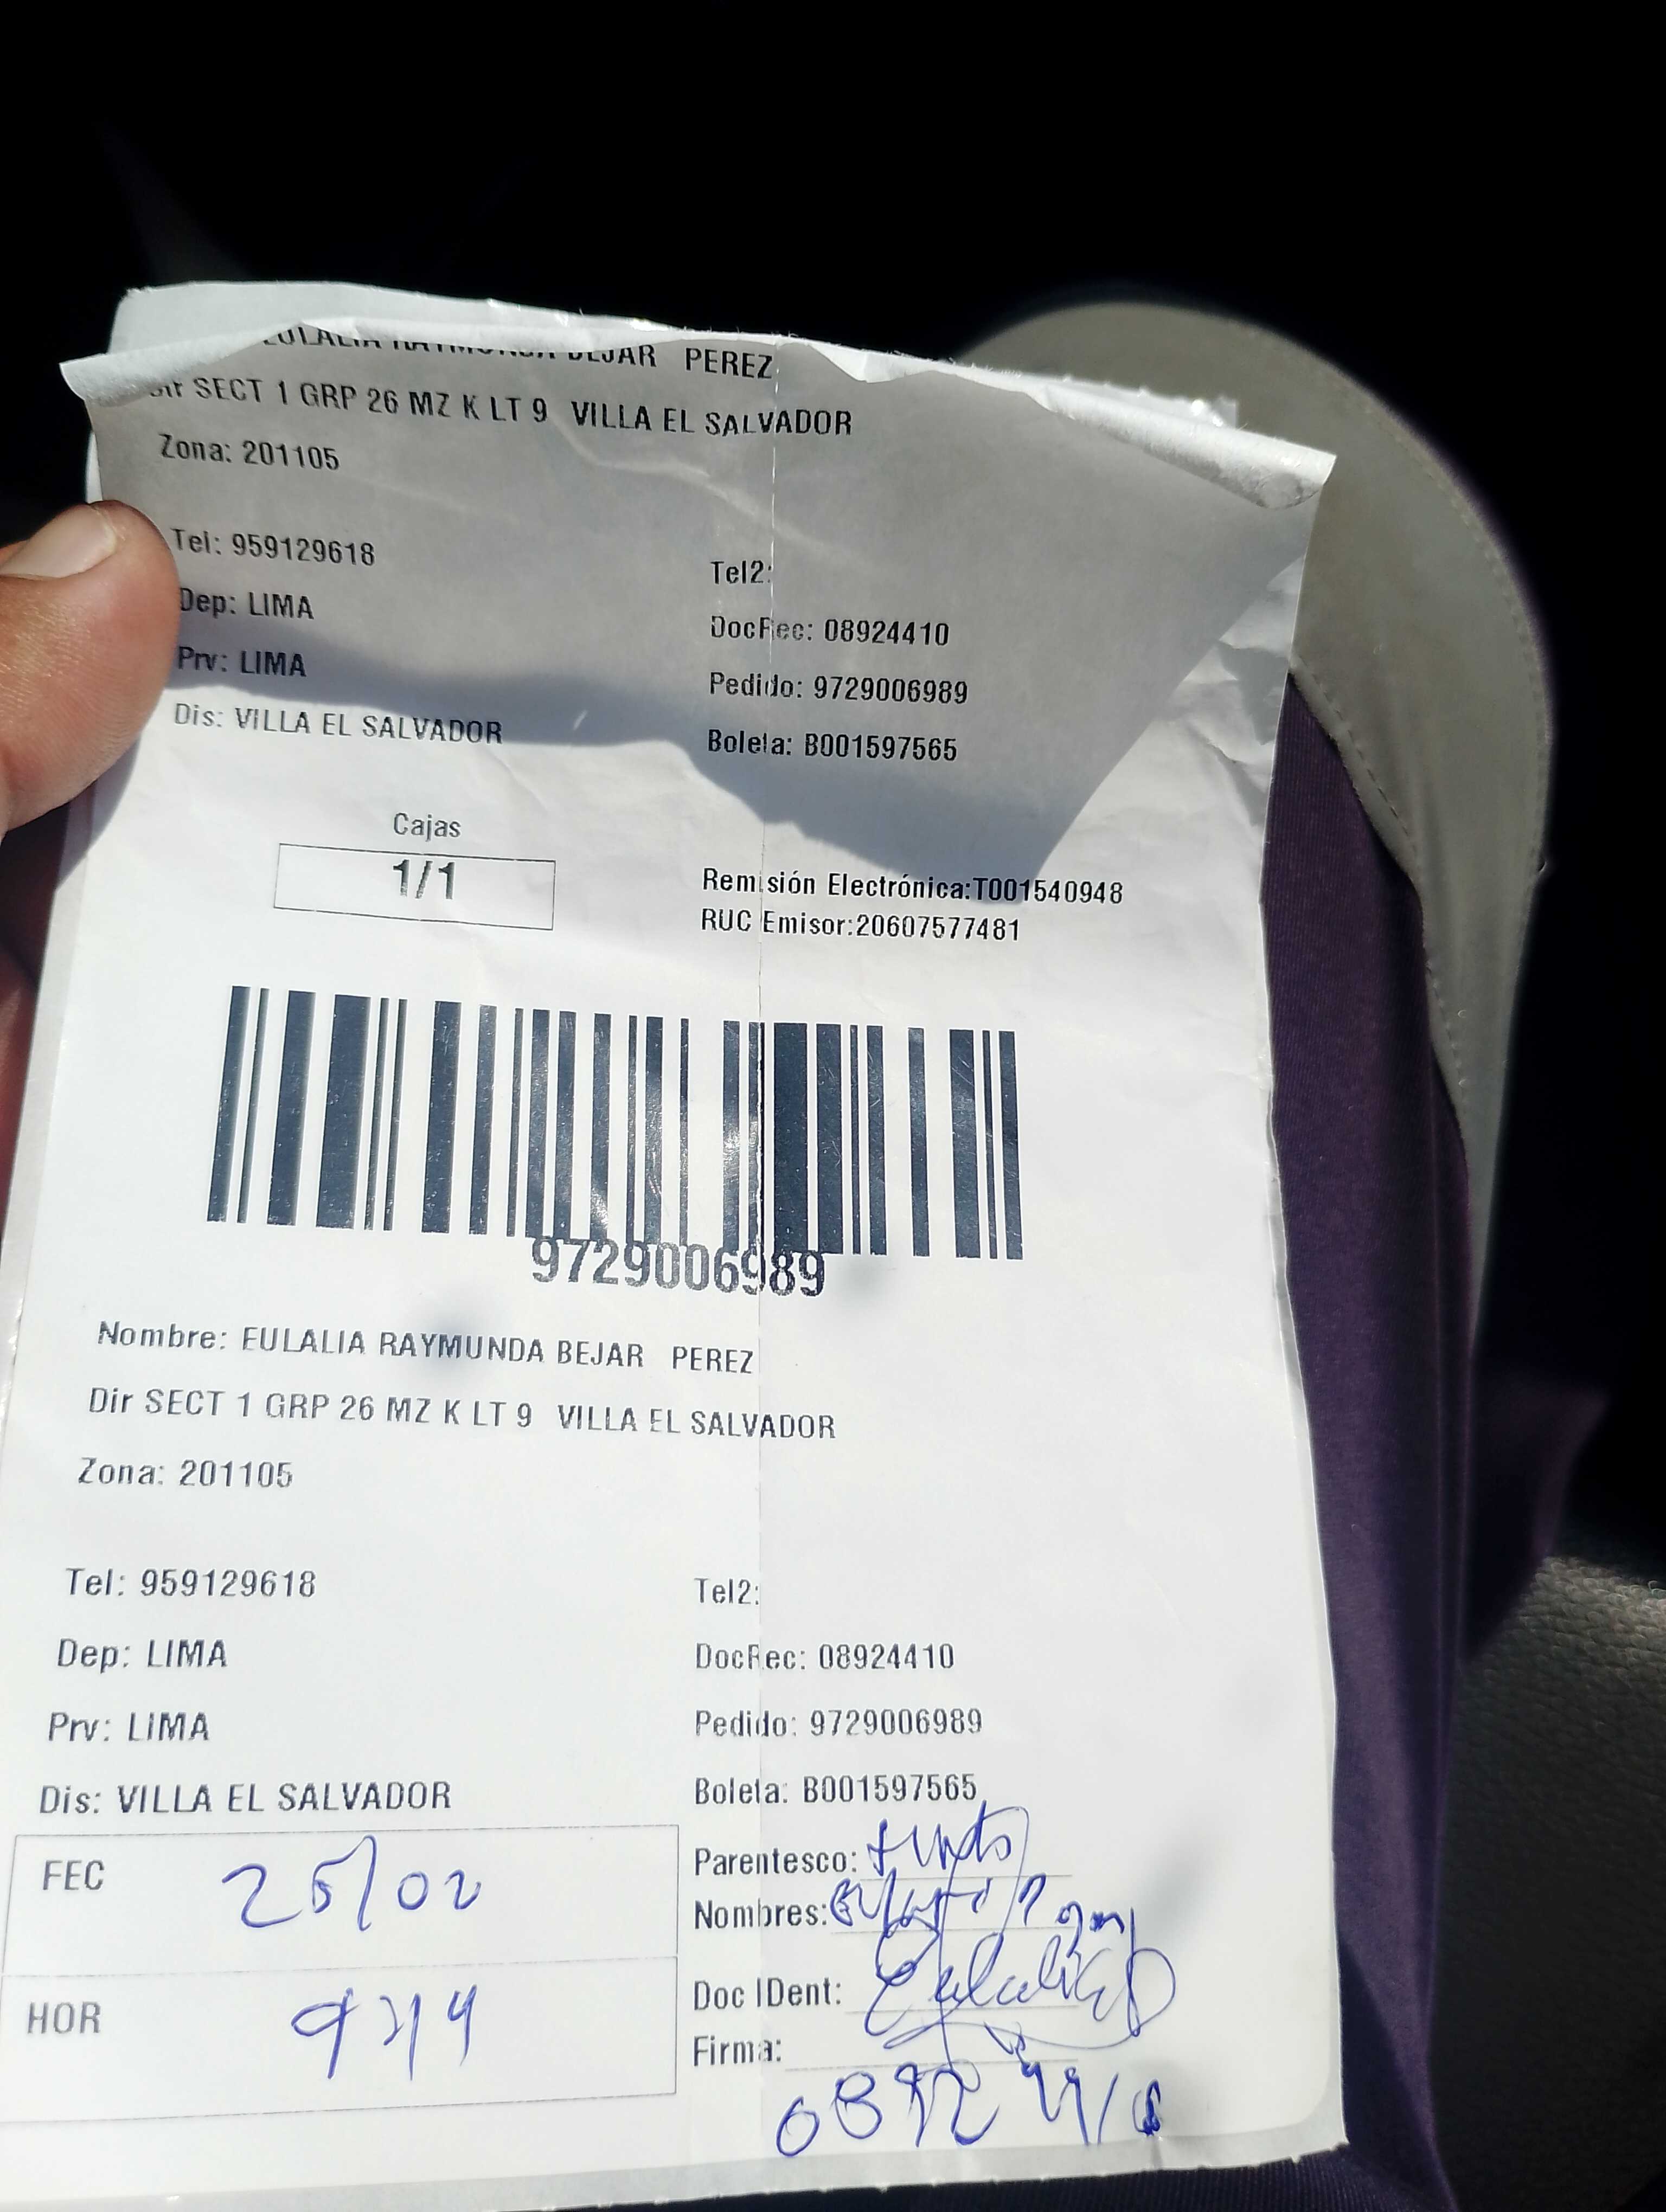 BEJAR PEREZ
Dir SECT 1 GRP 26 MZ K LT 9 VILLA EL SALVADOR
Zona: 201105
Tel: 959129618
Tel2:
Dep: LIMA
DocRec: 08924410
Prv: LIMA
Pedido: 9729006989
Dis: VILLA EL SALVADOR
Boleta: B001597565
Cajas
1/1
Remisión Electrónica:T001540948
RUC Emisor:20607577481
9729006989
Nombre: EULALIA RAYMUNDA BEJAR PEREZ
Dir SECT 1 GRP 26 MZ K LT 9 VILLA EL SALVADOR
Zona: 201105
Tel: 959129618
Tel2:
Dep: LIMA
DocRec: 08924410
Prv: LIMA
Pedido: 9729006989
Dis: VILLA EL SALVADOR
Boleta: B001597565
FEC 25/02
Parentesco:
Nombres:
HOR
Doc IDent:
Firma: